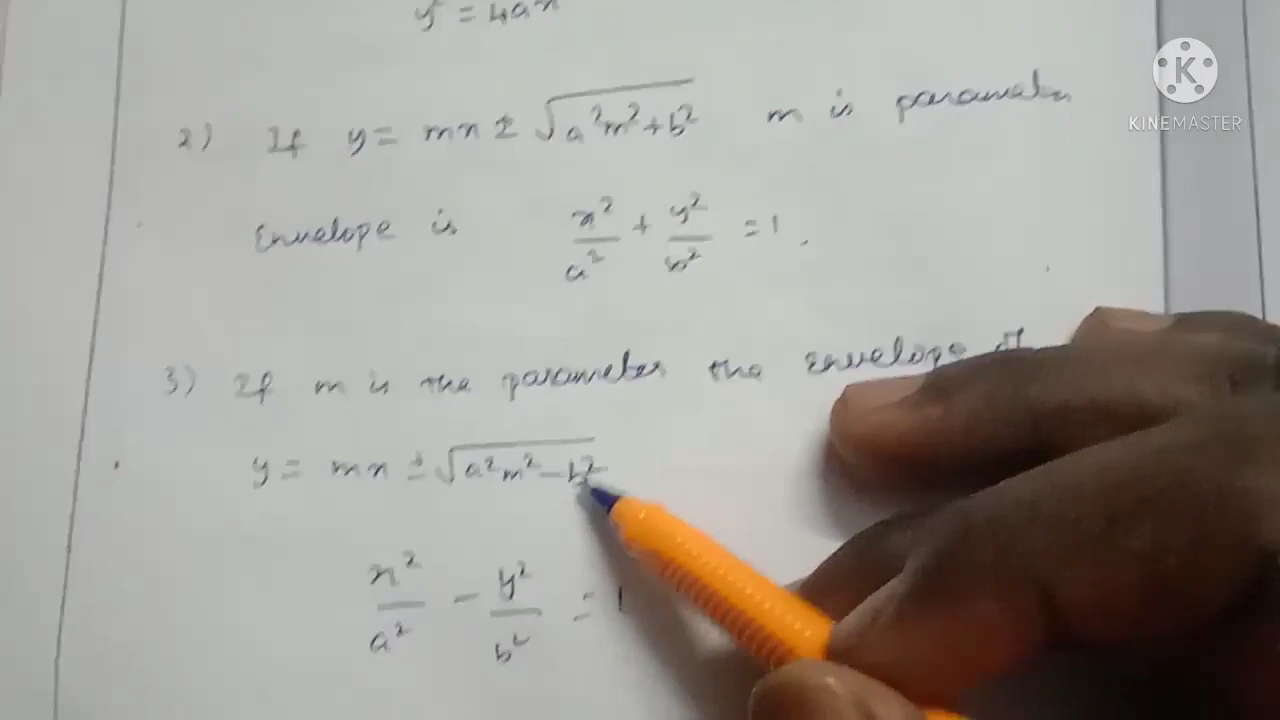 y² = 4ax
K
KINEMASTER
2) If y = mx ± √a²m²+b² m is parameter
Envelope is x²/a² + y²/b² = 1.
3) If m is the parameter the Envelope of
y = mx ± √a²m² - b²
x²/a² - y²/b² = 1